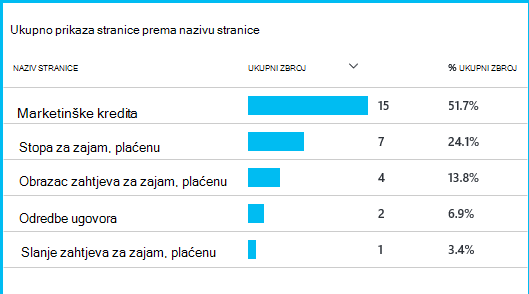 Ukupno prikaza stranice prema nazivu stranice
NAZIV STRANICE UKUPNI ZBROJ % UKUPNI ZBROJ
Marketinške kredita 15 51.7%
Stopa za zajam, plaćenu 7 24.1%
Obrazac zahtjeva za zajam, plaćenu 4 13.8%
Odredbe ugovora 2 6.9%
Slanje zahtjeva za zajam, plaćenu 1 3.4%